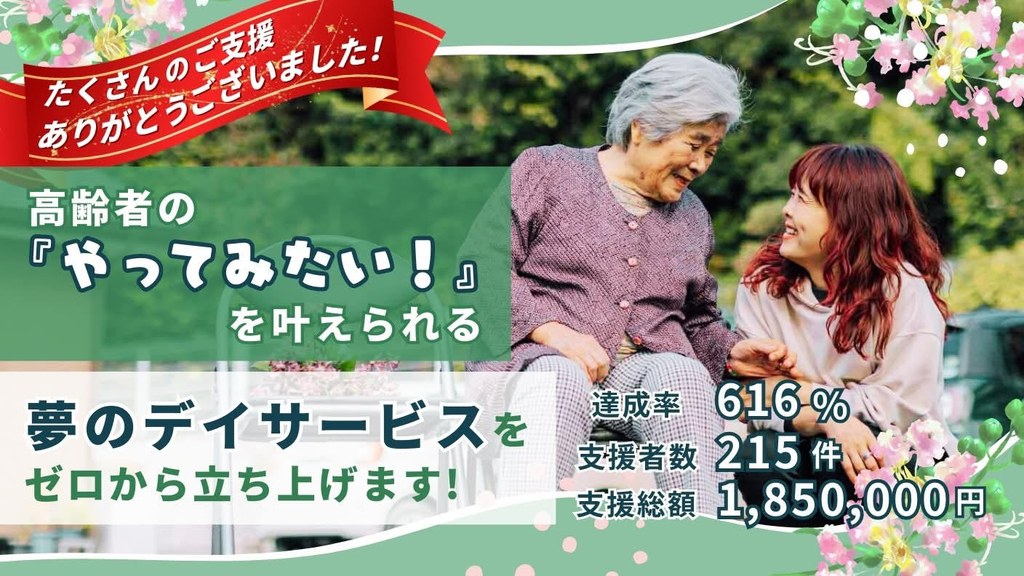 たくさんのご支援
ありがとうございました!
高齢者の
『やってみたい！』
を叶えられる
夢のデイサービスを
ゼロから立ち上げます!
達成率 616%
支援者数 215件
支援総額 1,850,000円